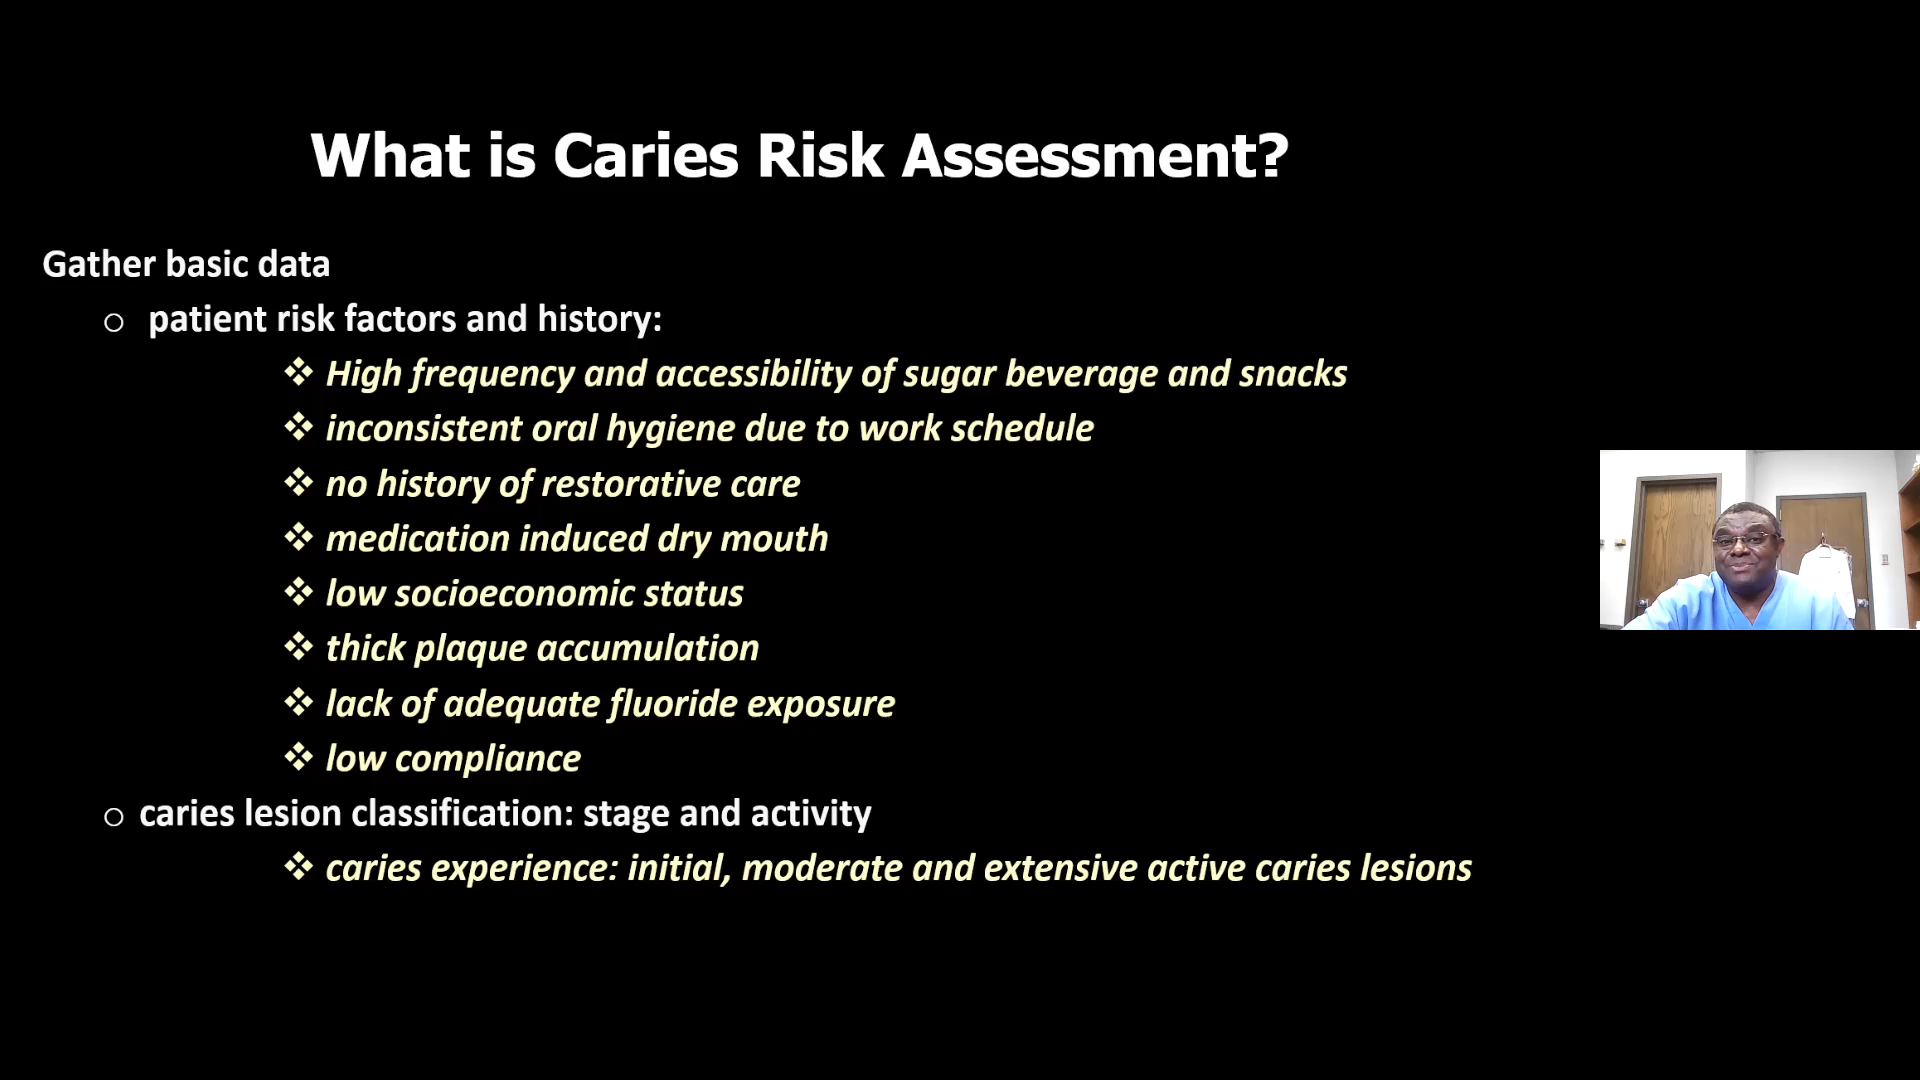 What is Caries Risk Assessment?
Gather basic data
patient risk factors and history:
High frequency and accessibility of sugar beverage and snacks
inconsistent oral hygiene due to work schedule
no history of restorative care
medication induced dry mouth
low socioeconomic status
thick plaque accumulation
lack of adequate fluoride exposure
low compliance
caries lesion classification: stage and activity
caries experience: initial, moderate and extensive active caries lesions